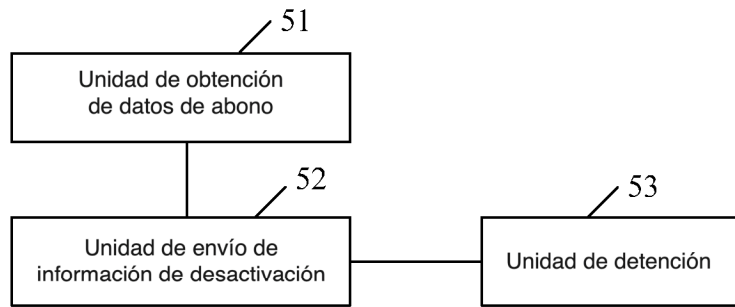 51
Unidad de obtención
de datos de abono
52
53
Unidad de envío de
información de desactivación
Unidad de detención